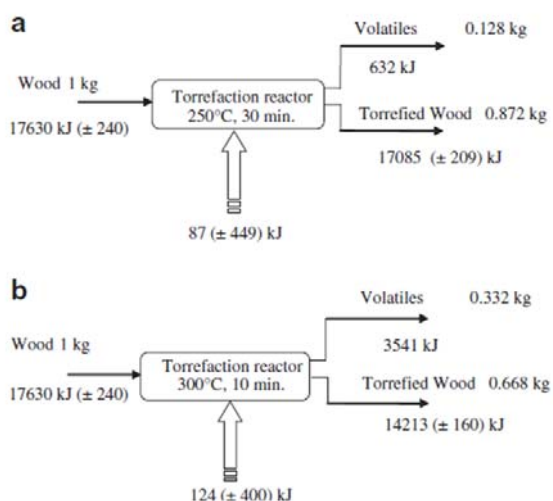 a
Volatiles 0.128 kg
632 kJ
Wood 1 kg
17630 kJ (± 240)
Torrefaction reactor
250°C, 30 min.
Torrefied Wood 0.872 kg
17085 (± 209) kJ
87 (± 449) kJ
b
Volatiles 0.332 kg
3541 kJ
Wood 1 kg
17630 kJ (± 240)
Torrefaction reactor
300°C, 10 min.
Torrefied Wood 0.668 kg
14213 (± 160) kJ
124 (± 400) kJ